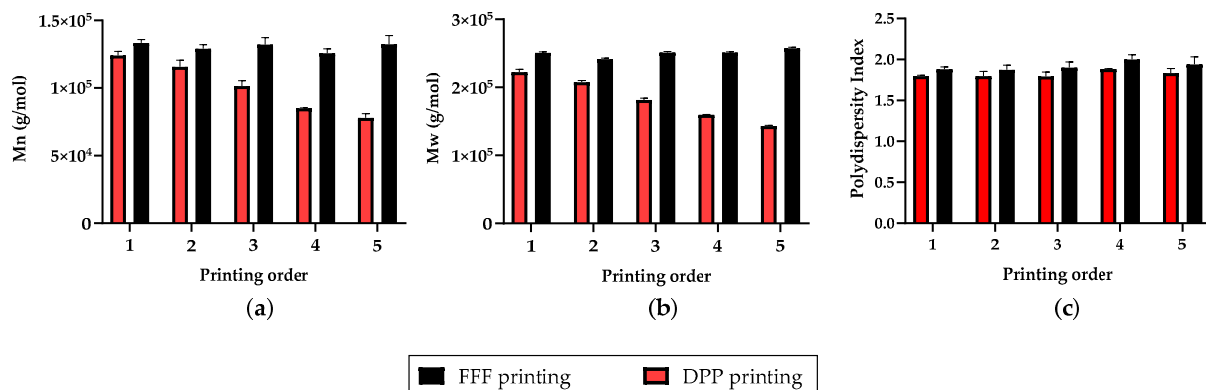 1.5×10⁵
1×10⁵
5×10⁴
0
Mn (g/mol)
1 2 3 4 5
Printing order
(a)
3×10⁵
2×10⁵
1×10⁵
0
Mw (g/mol)
1 2 3 4 5
Printing order
(b)
2.5
2.0
1.5
1.0
0.5
0.0
Polydispersity Index
1 2 3 4 5
Printing order
(c)
FFF printing DPP printing